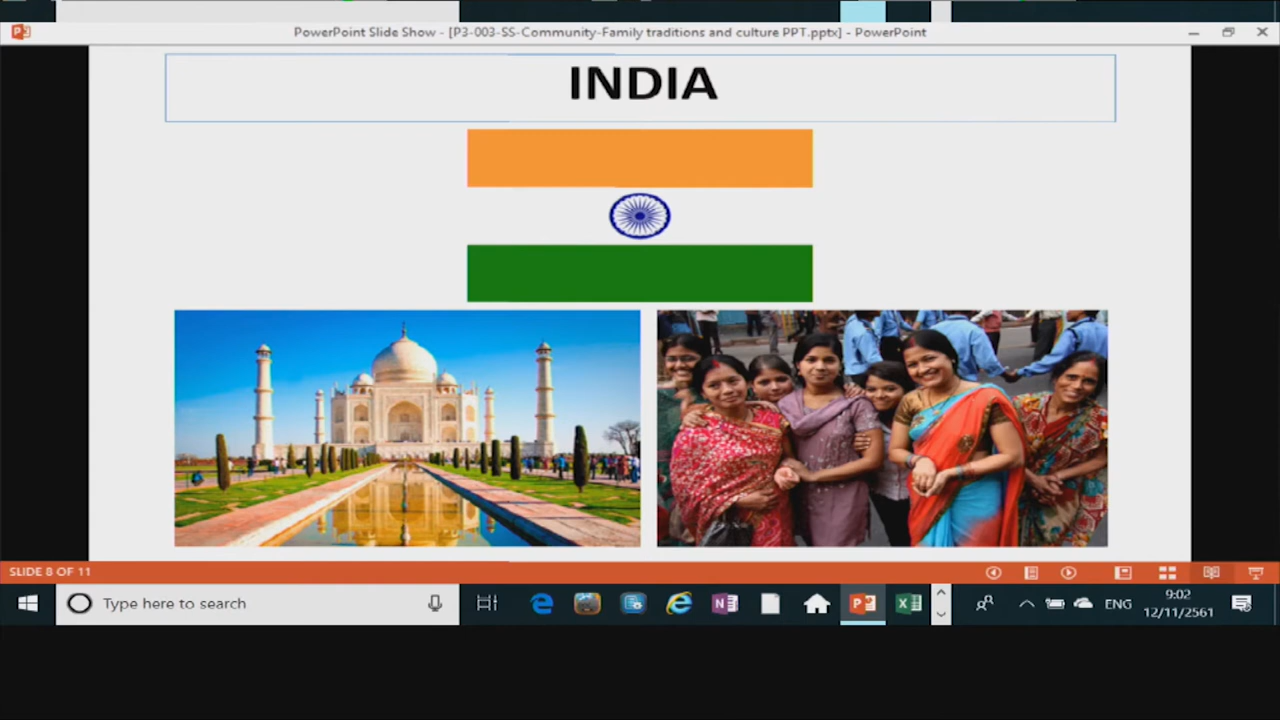 PowerPoint Slide Show - [P3-003-SS-Community-Family traditions and culture PPT.pptx] - PowerPoint
INDIA
SLIDE 8 OF 11
Type here to search
ENG
9:02
12/11/2561